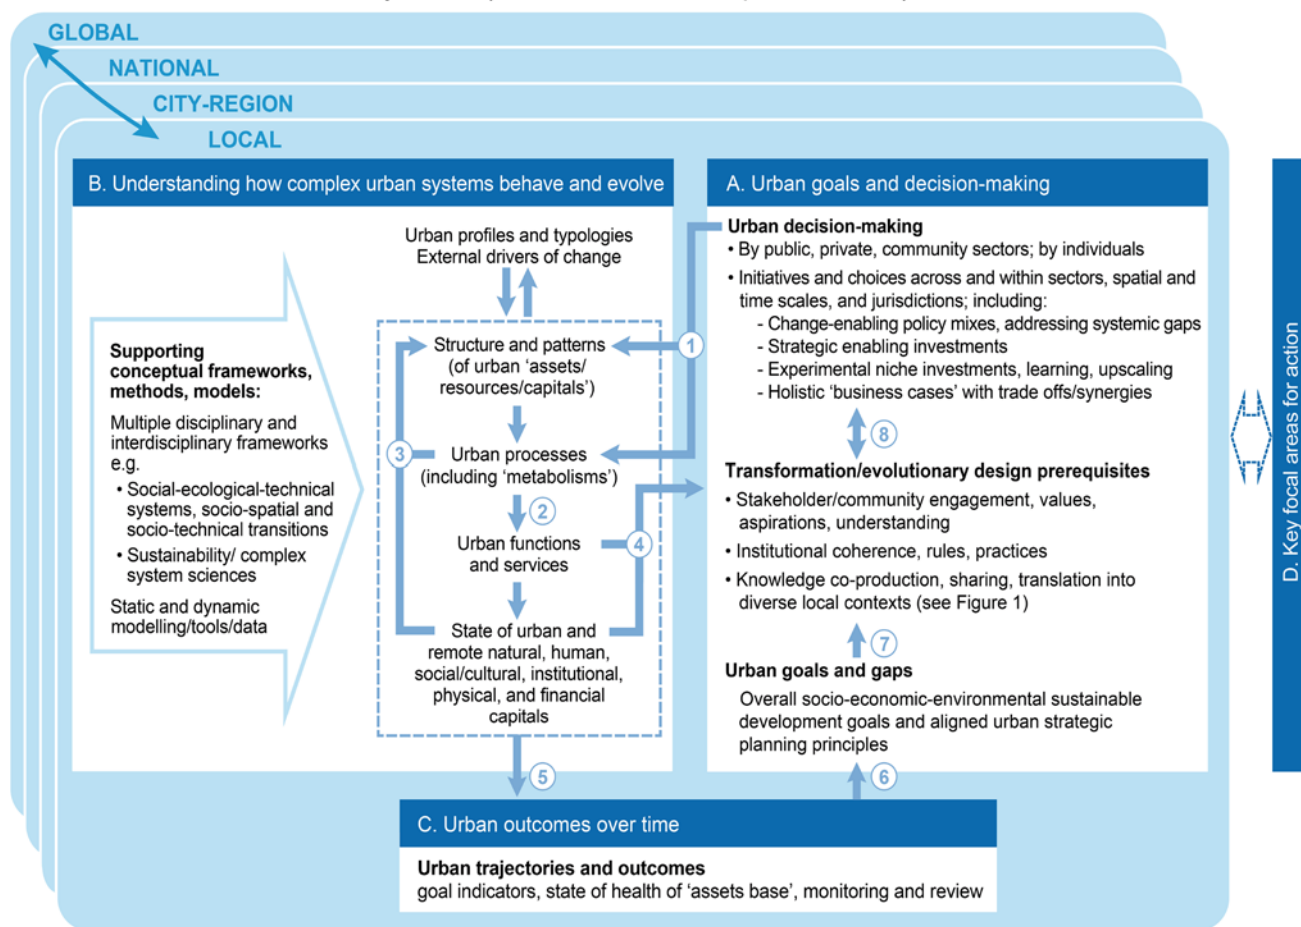 GLOBAL
NATIONAL
CITY-REGION
LOCAL
B. Understanding how complex urban systems behave and evolve
Urban profiles and typologies
External drivers of change
Supporting
conceptual frameworks,
methods, models:
Multiple disciplinary and
interdisciplinary frameworks
e.g.
• Social-ecological-technical
systems, socio-spatial and
socio-technical transitions
• Sustainability/ complex
system sciences
Static and dynamic
modelling/tools/data
Structure and patterns
(of urban ‘assets/
resources/capitals’)
1
3
Urban processes
(including ‘metabolisms’)
2
Urban functions
and services
4
State of urban and
remote natural, human,
social/cultural, institutional,
physical, and financial
capitals
5
A. Urban goals and decision-making
Urban decision-making
• By public, private, community sectors; by individuals
• Initiatives and choices across and within sectors, spatial and
time scales, and jurisdictions; including:
- Change-enabling policy mixes, addressing systemic gaps
- Strategic enabling investments
- Experimental niche investments, learning, upscaling
- Holistic ‘business cases’ with trade offs/synergies
8
Transformation/evolutionary design prerequisites
• Stakeholder/community engagement, values,
aspirations, understanding
• Institutional coherence, rules, practices
• Knowledge co-production, sharing, translation into
diverse local contexts (see Figure 1)
7
Urban goals and gaps
Overall socio-economic-environmental sustainable
development goals and aligned urban strategic
planning principles
6
C. Urban outcomes over time
Urban trajectories and outcomes
goal indicators, state of health of ‘assets base’, monitoring and review
D. Key focal areas for action